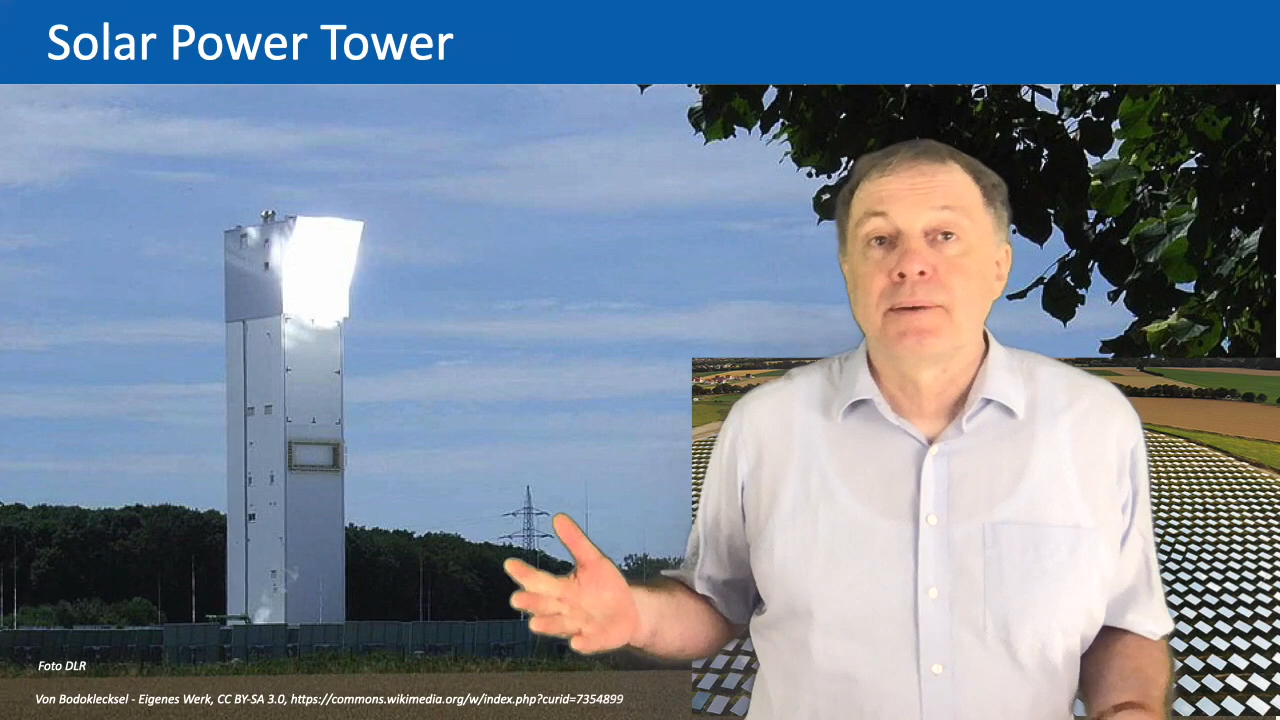 Solar Power Tower
Foto DLR
Von Bodoklecksel - Eigenes Werk, CC BY-SA 3.0, https://commons.wikimedia.org/w/index.php?curid=7354899